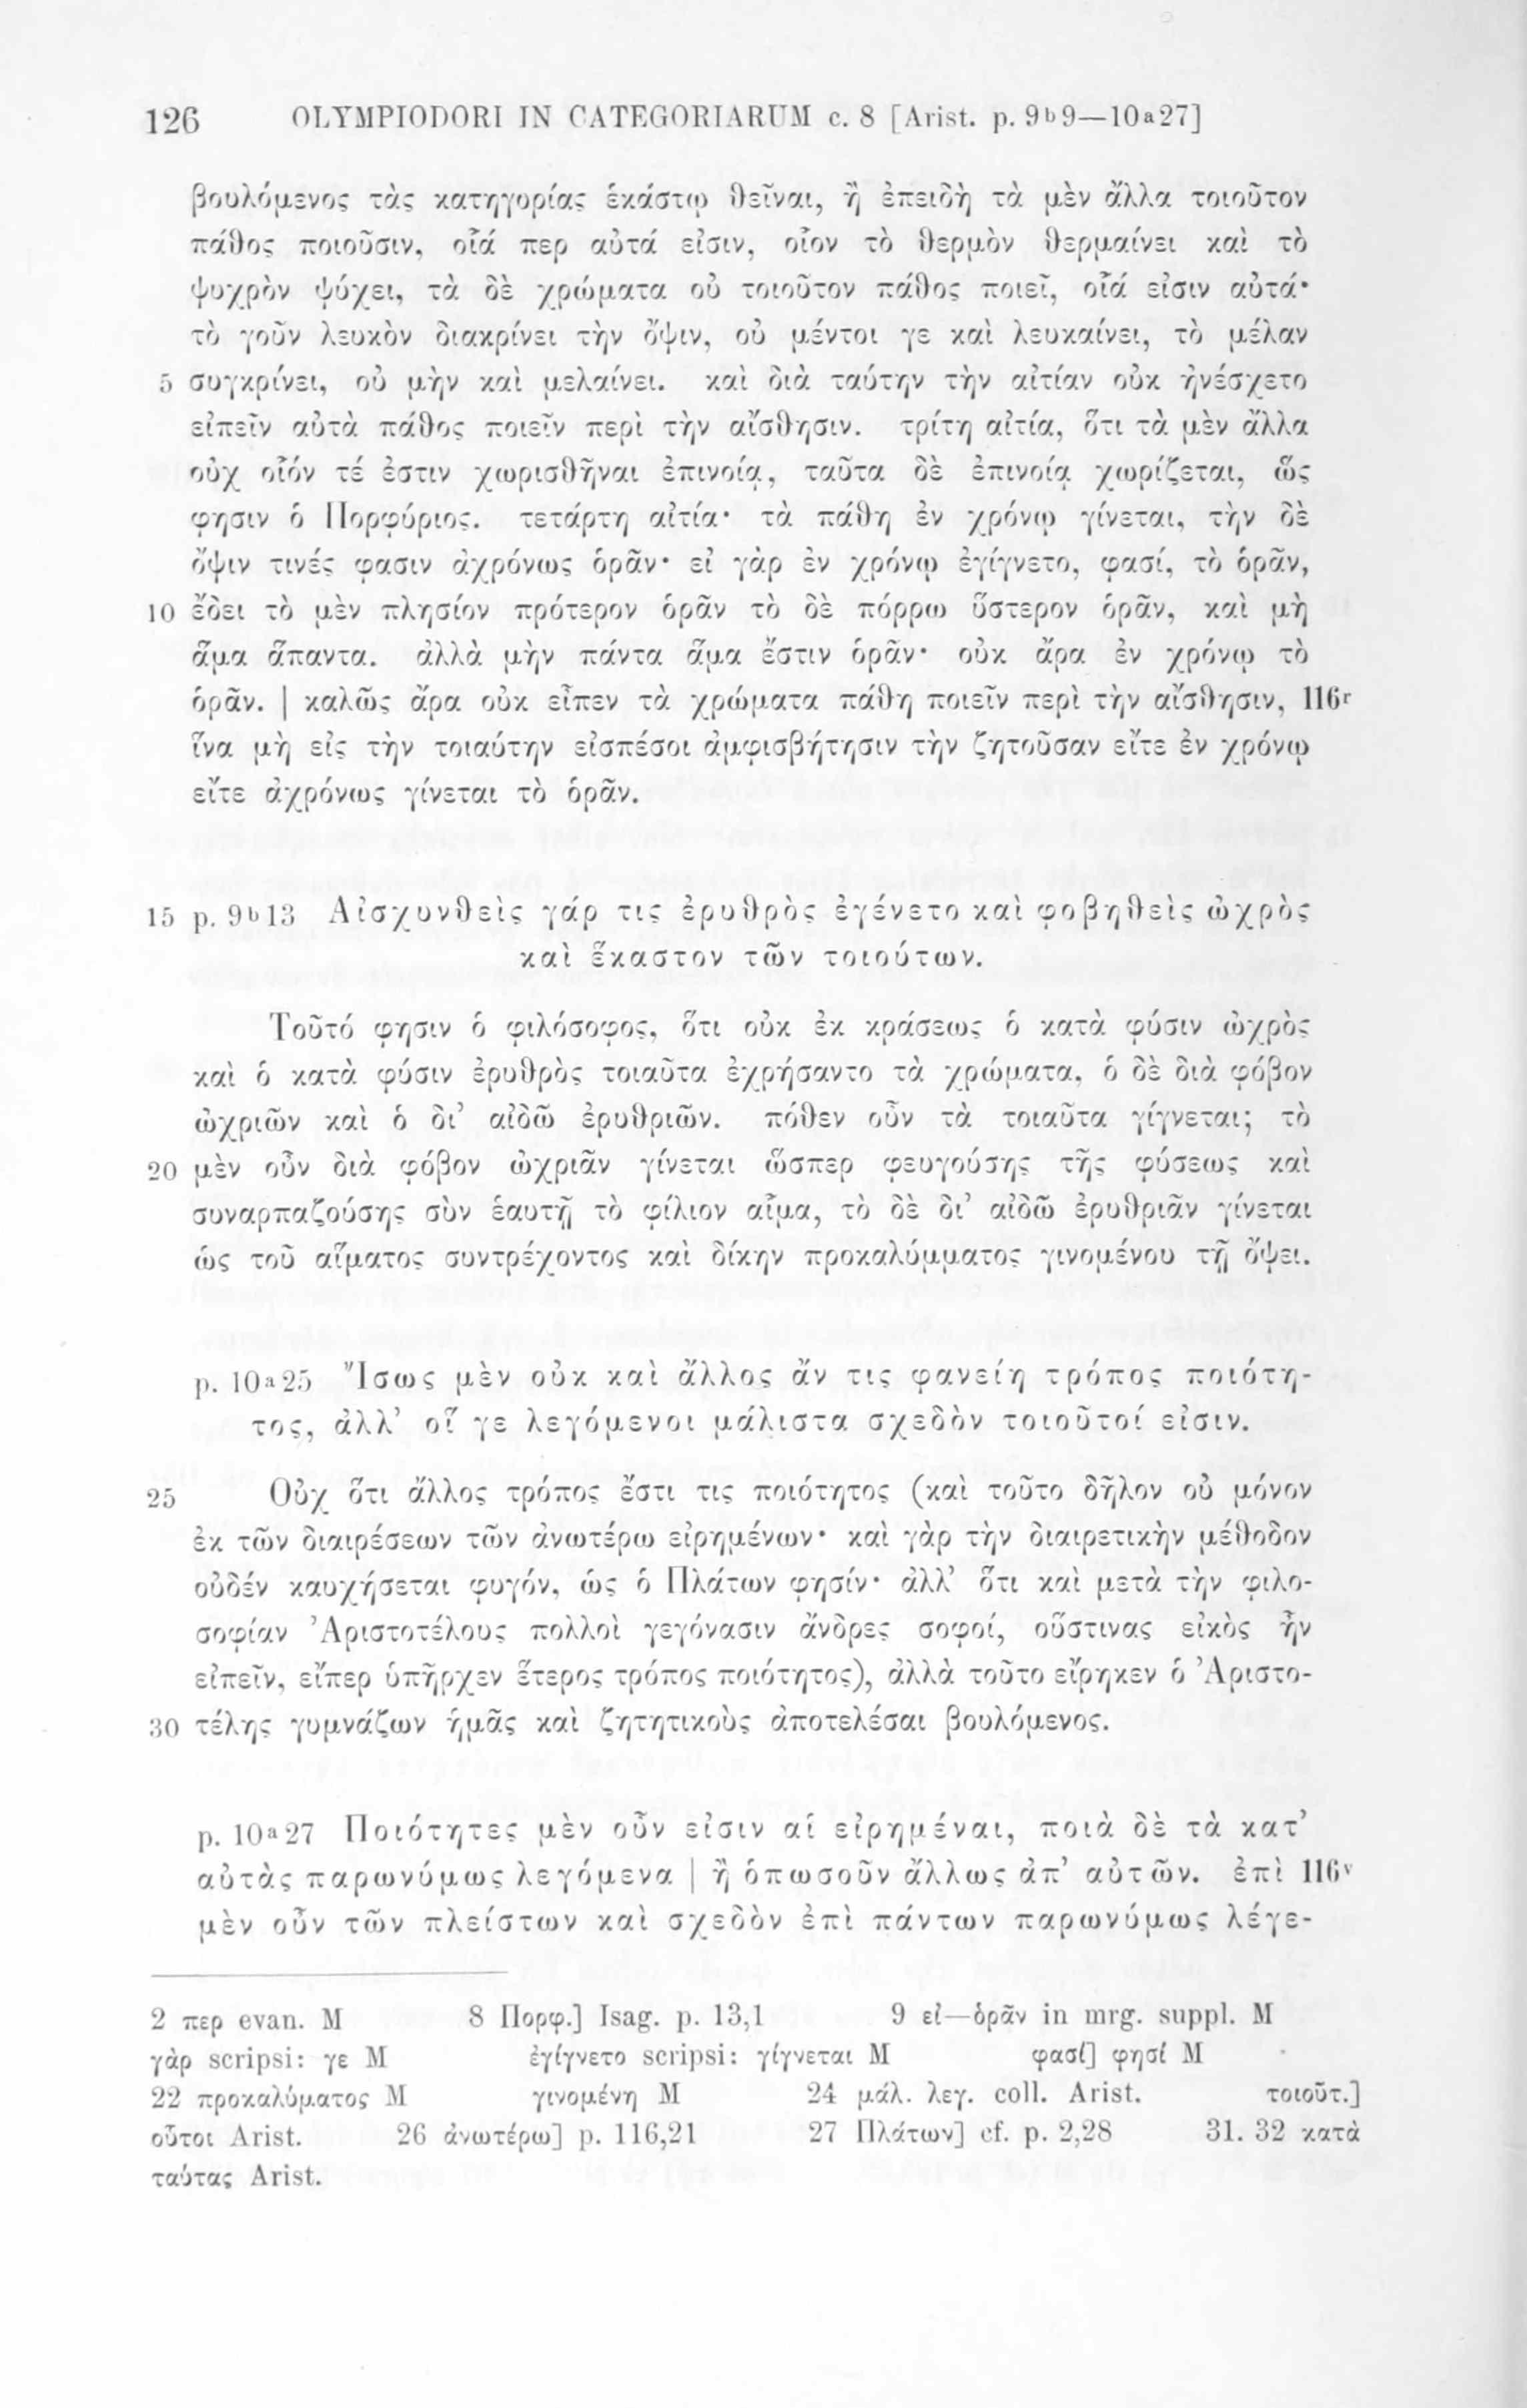 126 OLYMPIODORI IN CATEGORIARUM c. 8 [Arist. p. 9b9—10a27]
βουλόμενος τὰς κατηγορίας ἑκάστῳ θεῖναι, ἢ ἐπειδὴ τὰ μὲν ἄλλα τοιοῦτον
πάθος ποιοῦσιν, οἷά περ αὐτά εἰσιν, οἷον τὸ θερμὸν θερμαίνει καὶ τὸ
ψυχρὸν ψύχει, τὰ δὲ χρώματα οὐ τοιοῦτον πάθος ποιεῖ, οἷά εἰσιν αὐτά·
τὸ γοῦν λευκὸν διακρίνει τὴν ὄψιν, οὐ μέντοι γε καὶ λευκαίνει, τὸ μέλαν
5 συγκρίνει, οὐ μὴν καὶ μελαίνει. καὶ διὰ ταύτην τὴν αἰτίαν οὐκ ἠνέσχετο
εἰπεῖν αὐτὰ πάθος ποιεῖν περὶ τὴν αἴσθησιν. τρίτη αἰτία, ὅτι τὰ μὲν ἄλλα
οὐχ οἷόν τέ ἐστιν χωρισθῆναι ἐπινοίᾳ, ταῦτα δὲ ἐπινοίᾳ χωρίζεται, ὥς
φησιν ὁ Πορφύριος. τετάρτη αἰτία· τὰ πάθη ἐν χρόνῳ γίνεται, τὴν δὲ
ὄψιν τινές φασιν ἀχρόνως ὁρᾶν· εἰ γὰρ ἐν χρόνῳ ἐγίγνετο, φασί, τὸ ὁρᾶν,
10 ἔδει τὸ μὲν πλησίον πρότερον ὁρᾶν τὸ δὲ πόρρω ὕστερον ὁρᾶν, καὶ μὴ
ἅμα ἅπαντα. ἀλλὰ μὴν πάντα ἅμα ἔστιν ὁρᾶν· οὐκ ἄρα ἐν χρόνῳ τὸ
ὁρᾶν. | καλῶς ἄρα οὐκ εἶπεν τὰ χρώματα πάθη ποιεῖν περὶ τὴν αἴσθησιν, 116r
ἵνα μὴ εἰς τὴν τοιαύτην εἰσπέσοι ἀμφισβήτησιν τὴν ζητοῦσαν εἴτε ἐν χρόνῳ
εἴτε ἀχρόνως γίνεται τὸ ὁρᾶν.
15 p. 9b13 Αἰσχυνθεὶς γάρ τις ἐρυθρὸς ἐγένετο καὶ φοβηθεὶς ὠχρὸς
καὶ ἕκαστον τῶν τοιούτων.
Τοῦτό φησιν ὁ φιλόσοφος, ὅτι οὐκ ἐκ κράσεως ὁ κατὰ φύσιν ὠχρὸς
καὶ ὁ κατὰ φύσιν ἐρυθρὸς τοιαῦτα ἐχρήσαντο τὰ χρώματα, ὁ δὲ διὰ φόβον
ὠχριῶν καὶ ὁ δι’ αἰδῶ ἐρυθριῶν. πόθεν οὖν τὰ τοιαῦτα γίγνεται; τὸ
20 μὲν οὖν διὰ φόβον ὠχριᾶν γίνεται ὥσπερ φευγούσης τῆς φύσεως καὶ
συναρπαζούσης σὺν ἑαυτῇ τὸ φίλιον αἷμα, τὸ δὲ δι’ αἰδῶ ἐρυθριᾶν γίνεται
ὡς τοῦ αἵματος συντρέχοντος καὶ δίκην προκαλύμματος γινομένου τῇ ὄψει.
p. 10a25 Ἴσως μὲν οὐκ καὶ ἄλλος ἄν τις φανείη τρόπος ποιότη-
τος, ἀλλ’ οἵ γε λεγόμενοι μάλιστα σχεδὸν τοιοῦτοί εἰσιν.
25 Οὐχ ὅτι ἄλλος τρόπος ἔστι τις ποιότητος (καὶ τοῦτο δῆλον οὐ μόνον
ἐκ τῶν διαιρέσεων τῶν ἀνωτέρω εἰρημένων· καὶ γὰρ τὴν διαιρετικὴν μέθοδον
οὐδέν καυχήσεται φυγόν, ὡς ὁ Πλάτων φησίν· ἀλλ’ ὅτι καὶ μετὰ τὴν φιλο-
σοφίαν Ἀριστοτέλους πολλοὶ γεγόνασιν ἄνδρες σοφοί, οὕστινας εἰκὸς ἦν
εἰπεῖν, εἴπερ ὑπῆρχεν ἕτερος τρόπος ποιότητος), ἀλλὰ τοῦτο εἴρηκεν ὁ Ἀριστο-
30 τέλης γυμνάζων ἡμᾶς καὶ ζητητικοὺς ἀποτελέσαι βουλόμενος.
p. 10a27 Ποιότητες μὲν οὖν εἰσιν αἱ εἰρημέναι, ποιὰ δὲ τὰ κατ’
αὐτὰς παρωνύμως λεγόμενα | ἢ ὁπωσοῦν ἄλλως ἀπ’ αὐτῶν. ἐπὶ 116v
μὲν οὖν τῶν πλείστων καὶ σχεδὸν ἐπὶ πάντων παρωνύμως λέγε-
2 περ evan. M 8 Πορφ.] Isag. p. 13,1 9 εἰ—ὁρᾶν in mrg. suppl. M
γὰρ scripsi: γε M ἐγίγνετο scripsi: γίγνεται M φασί] φησί M
22 προκαλύματος M γινομένη M 24 μάλ. λεγ. coll. Arist. τοιοῦτ.]
οὗτοι Arist. 26 ἀνωτέρω] p. 116,21 27 Πλάτων] cf. p. 2,28 31. 32 κατὰ
ταύτας Arist.